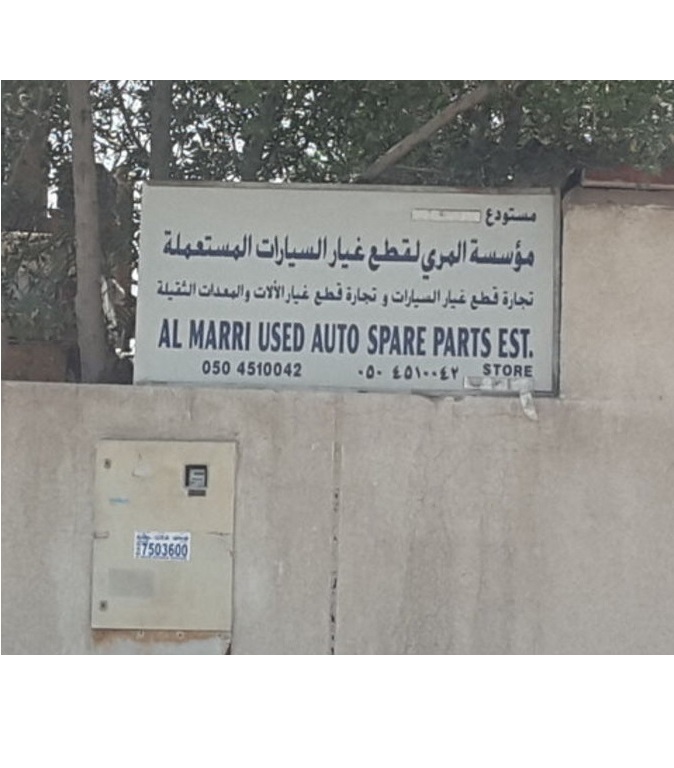 مستودع
مؤسسة المري لقطع غيار السيارات المستعملة
تجارة قطع غيار السيارات و تجارة قطع غيار الألات والمعدات الثقيلة
AL MARRI USED AUTO SPARE PARTS EST.
050 4510042 ٠٥٠ ٤٥١٠٠٤٢ STORE
7503600